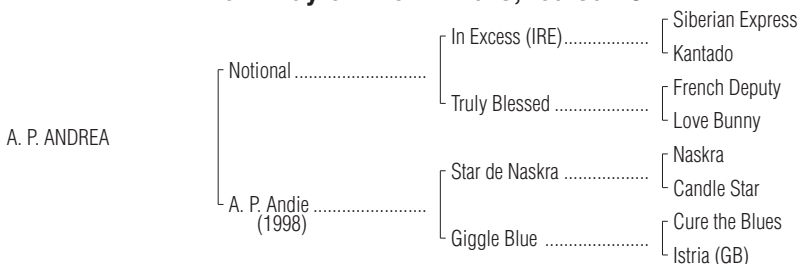 In Excess (IRE)....................
Siberian Express
Kantado
Notional ............................
Truly Blessed ......................
French Deputy
Love Bunny
A. P. ANDREA
Star de Naskra ....................
Naskra
Candle Star
A. P. Andie ........................
(1998)
Giggle Blue ........................
Cure the Blues
Istria (GB)